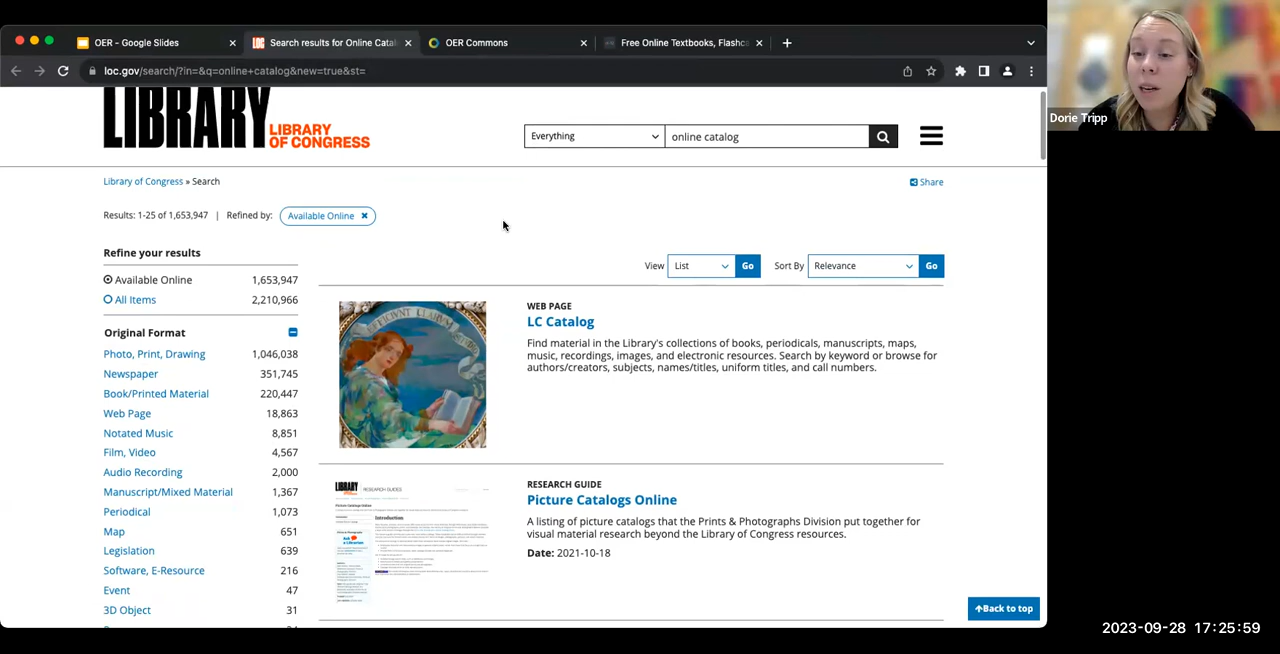 OER - Google Slides
Search results for Online Catal
OER Commons
Free Online Textbooks, Flashca
loc.gov/search/?in=&q=online+catalog&new=true&st=
Dorie Tripp
LIBRARY
LIBRARY
OF CONGRESS
Everything
online catalog
Library of Congress » Search
Share
Results: 1-25 of 1,653,947 | Refined by: Available Online
Refine your results
Available Online 1,653,947
All Items 2,210,966
View List Go Sort By Relevance Go
Original Format
Photo, Print, Drawing 1,046,038
Newspaper 351,745
Book/Printed Material 220,447
Web Page 18,863
Notated Music 8,851
Film, Video 4,567
Audio Recording 2,000
Manuscript/Mixed Material 1,367
Periodical 1,073
Map 651
Legislation 639
Software, E-Resource 216
Event 47
3D Object 31
WEB PAGE
LC Catalog
Find material in the Library's collections of books, periodicals, manuscripts, maps,
music, recordings, images, and electronic resources. Search by keyword or browse for
authors/creators, subjects, names/titles, uniform titles, and call numbers.
LIBRARY
RESEARCH GUIDES
Picture Catalogs Online
Introduction
RESEARCH GUIDE
Picture Catalogs Online
A listing of picture catalogs that the Prints & Photographs Division put together for
visual material research beyond the Library of Congress resources.
Date: 2021-10-18
Back to top
2023-09-28 17:25:59